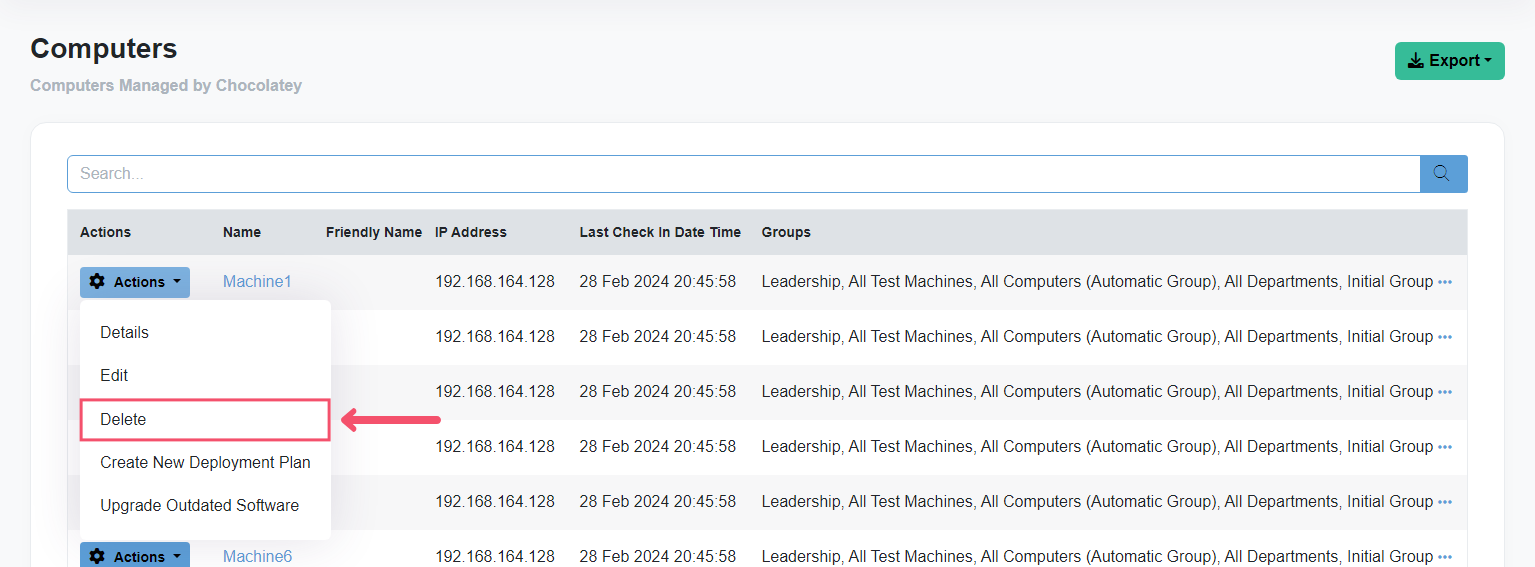 Computers
Computers Managed by Chocolatey
Export
Search...
Actions Name Friendly Name IP Address Last Check In Date Time Groups
Actions Machine1 192.168.164.128 28 Feb 2024 20:45:58 Leadership, All Test Machines, All Computers (Automatic Group), All Departments, Initial Group ···
Details
192.168.164.128 28 Feb 2024 20:45:58 Leadership, All Test Machines, All Computers (Automatic Group), All Departments, Initial Group ···
Edit
192.168.164.128 28 Feb 2024 20:45:58 Leadership, All Test Machines, All Computers (Automatic Group), All Departments, Initial Group ···
Delete
192.168.164.128 28 Feb 2024 20:45:58 Leadership, All Test Machines, All Computers (Automatic Group), All Departments, Initial Group ···
Create New Deployment Plan
192.168.164.128 28 Feb 2024 20:45:58 Leadership, All Test Machines, All Computers (Automatic Group), All Departments, Initial Group ···
Upgrade Outdated Software
Actions Machine6 192.168.164.128 28 Feb 2024 20:45:58 Leadership, All Test Machines, All Computers (Automatic Group), All Departments, Initial Group ···